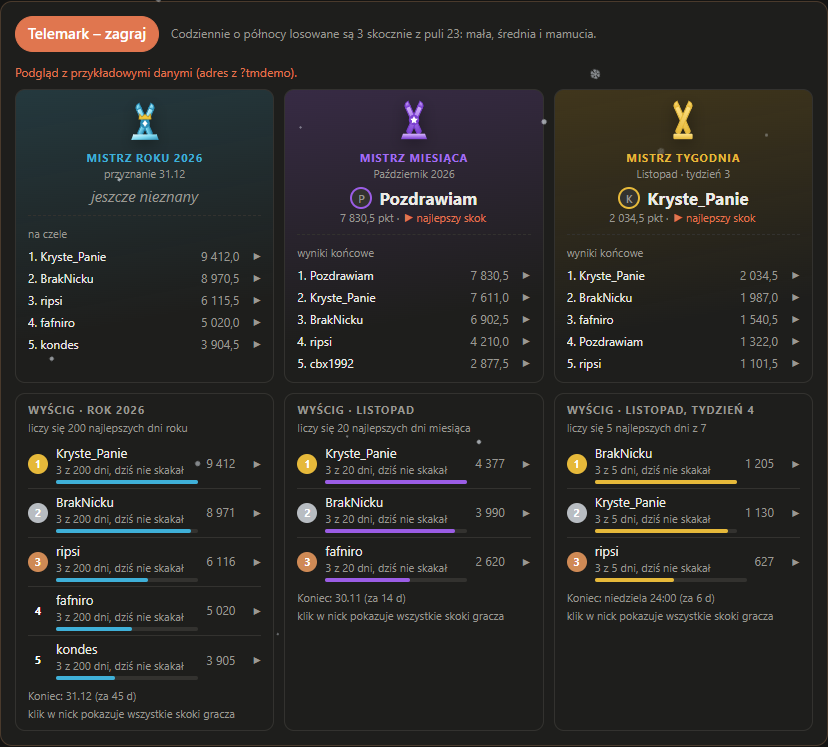 Telemark – zagraj
Codziennie o północy losowane są 3 skocznie z puli 23: mała, średnia i mamucia.
Podgląd z przykładowymi danymi (adres z ?tmdemo).
MISTRZ ROKU 2026
przyznanie 31.12
jeszcze nieznany
na czele
1. Kryste_Panie 9 412,0 ▶
2. BrakNicku 8 970,5 ▶
3. ripsi 6 115,5 ▶
4. fafniro 5 020,0 ▶
5. kondes 3 904,5 ▶
MISTRZ MIESIĄCA
Październik 2026
P Pozdrawiam
7 830,5 pkt · ▶ najlepszy skok
wyniki końcowe
1. Pozdrawiam 7 830,5 ▶
2. Kryste_Panie 7 611,0 ▶
3. BrakNicku 6 902,5 ▶
4. ripsi 4 210,0 ▶
5. cbx1992 2 877,5 ▶
MISTRZ TYGODNIA
Listopad · tydzień 3
K Kryste_Panie
2 034,5 pkt · ▶ najlepszy skok
wyniki końcowe
1. Kryste_Panie 2 034,5 ▶
2. BrakNicku 1 987,0 ▶
3. fafniro 1 540,5 ▶
4. Pozdrawiam 1 322,0 ▶
5. ripsi 1 101,5 ▶
WYŚCIG · ROK 2026
liczy się 200 najlepszych dni roku
1 Kryste_Panie 9 412 ▶
3 z 200 dni, dziś nie skakał
2 BrakNicku 8 971 ▶
3 z 200 dni, dziś nie skakał
3 ripsi 6 116 ▶
3 z 200 dni, dziś nie skakał
4 fafniro 5 020 ▶
3 z 200 dni, dziś nie skakał
5 kondes 3 905 ▶
3 z 200 dni, dziś nie skakał
Koniec: 31.12 (za 45 d)
klik w nick pokazuje wszystkie skoki gracza
WYŚCIG · LISTOPAD
liczy się 20 najlepszych dni miesiąca
1 Kryste_Panie 4 377 ▶
3 z 20 dni, dziś nie skakał
2 BrakNicku 3 990 ▶
3 z 20 dni, dziś nie skakał
3 fafniro 2 620 ▶
3 z 20 dni, dziś nie skakał
Koniec: 30.11 (za 14 d)
klik w nick pokazuje wszystkie skoki gracza
WYŚCIG · LISTOPAD, TYDZIEŃ 4
liczy się 5 najlepszych dni z 7
1 BrakNicku 1 205 ▶
3 z 5 dni, dziś nie skakał
2 Kryste_Panie 1 130 ▶
3 z 5 dni, dziś nie skakał
3 ripsi 627 ▶
3 z 5 dni, dziś nie skakał
Koniec: niedziela 24:00 (za 6 d)
klik w nick pokazuje wszystkie skoki gracza